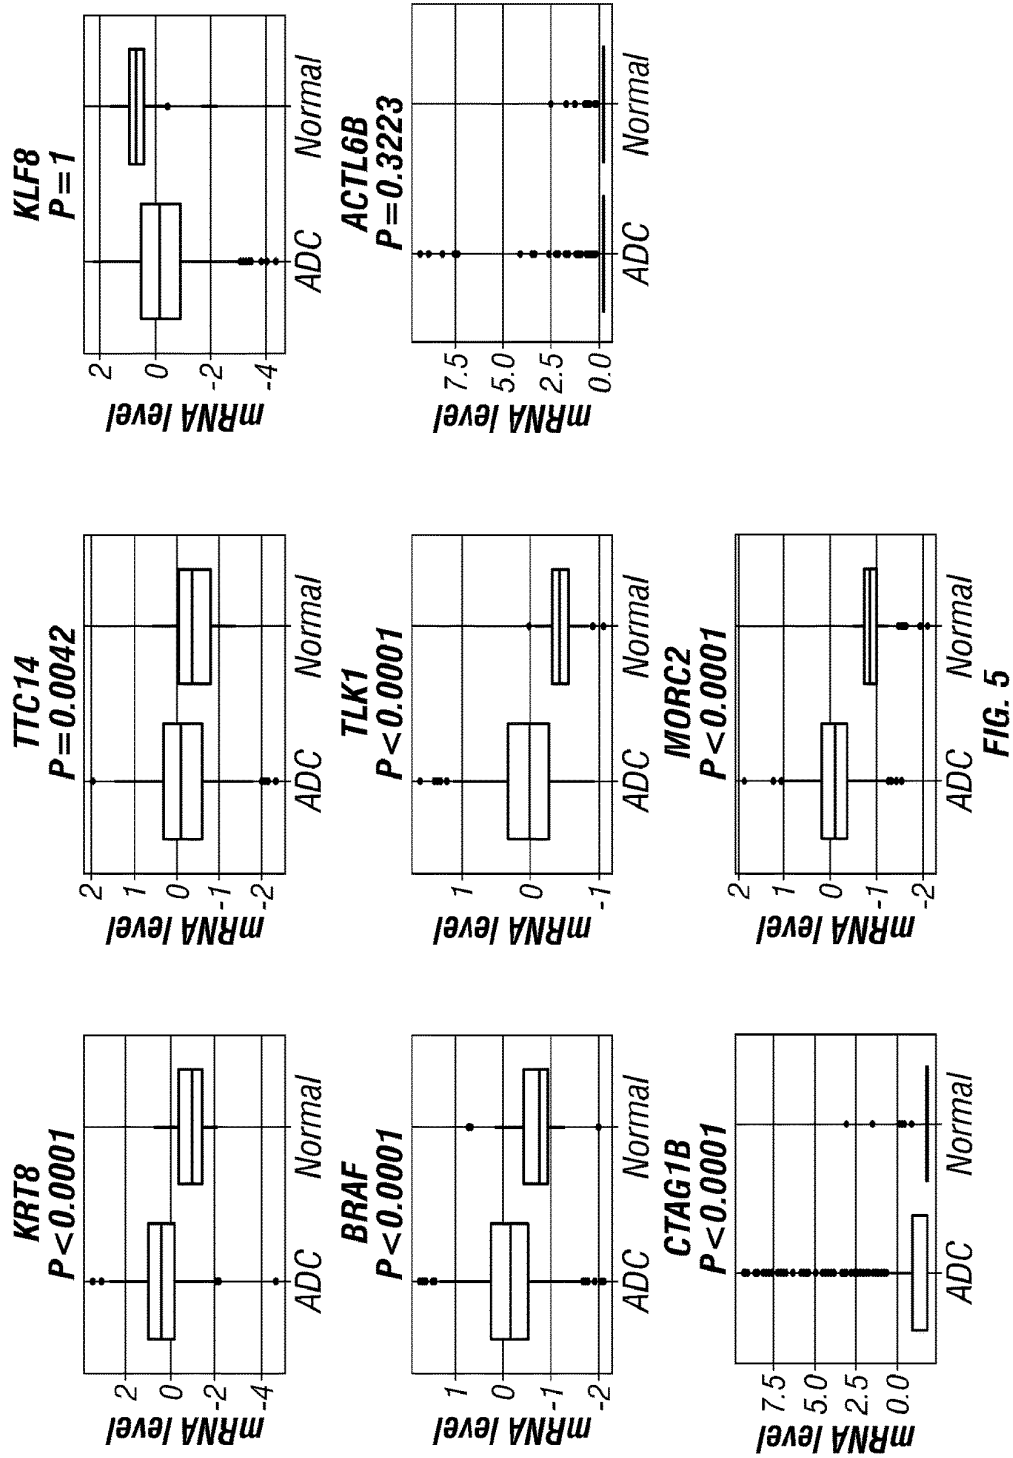 KRT8
P<0.0001
mRNA level
2
0
-2
-4
ADC
Normal
TTC14
P=0.0042
mRNA level
2
1
0
-1
-2
ADC
Normal
KLF8
P=1
mRNA level
2
0
-2
-4
ADC
Normal
BRAF
P<0.0001
mRNA level
1
0
-1
-2
ADC
Normal
TLK1
P<0.0001
mRNA level
1
0
-1
ADC
Normal
ACTL6B
P=0.3223
mRNA level
7.5
5.0
2.5
0.0
ADC
Normal
CTAG1B
P<0.0001
mRNA level
7.5
5.0
2.5
0.0
ADC
Normal
MORC2
P<0.0001
mRNA level
2
1
0
-1
-2
ADC
Normal
FIG. 5